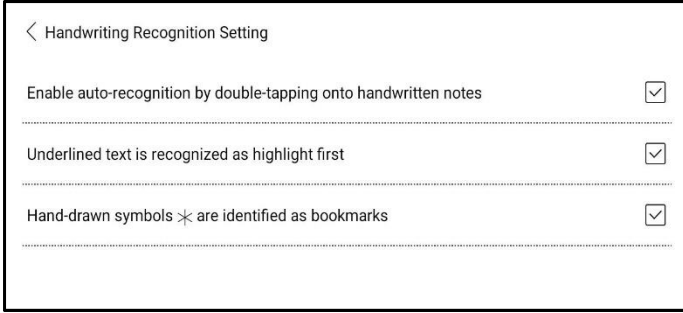 Handwriting Recognition Setting
Enable auto-recognition by double-tapping onto handwritten notes
Underlined text is recognized as highlight first
Hand-drawn symbols ⚹ are identified as bookmarks